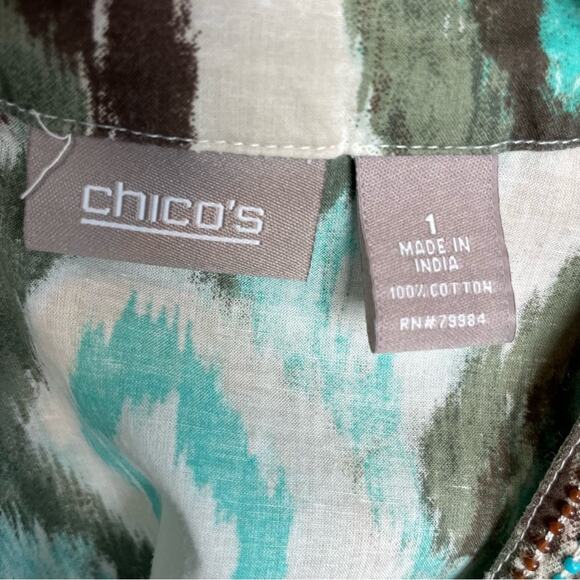 chico's
1
MADE IN
INDIA
100% COTTON
RN#79984